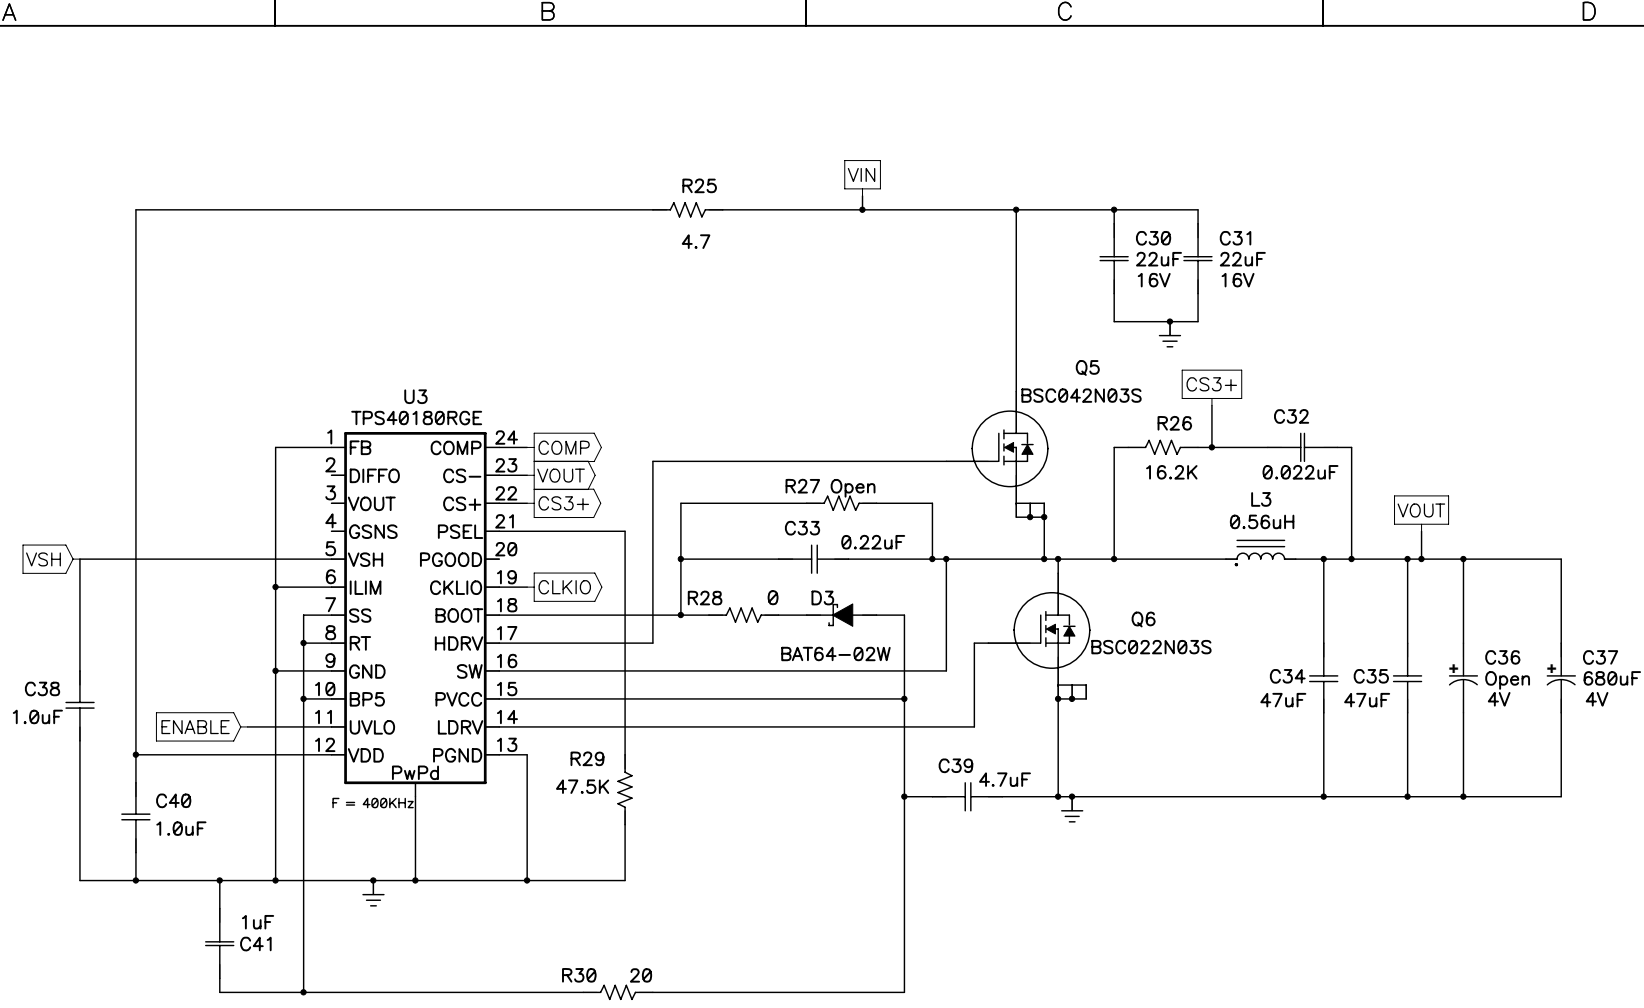 A
B
C
D
VIN
R25
4.7
C30
22uF
16V
C31
22uF
16V
Q5
BSC042N03S
CS3+
R26
16.2K
C32
0.022uF
U3
TPS40180RGE
1 FB COMP 24 COMP
2 DIFFO CS- 23 VOUT
3 VOUT CS+ 22 CS3+
4 GSNS PSEL 21
VSH 5 VSH PGOOD 20
6 ILIM CKLIO 19 CLKIO
7 SS BOOT 18
8 RT HDRV 17
9 GND SW 16
10 BP5 PVCC 15
ENABLE 11 UVLO LDRV 14
12 VDD PGND 13
PwPd
F = 400KHz
R27 Open
C33
0.22uF
L3
0.56uH
VOUT
R28 0
D3
BAT64-02W
Q6
BSC022N03S
C34
47uF
C35
47uF
+
C36
Open
4V
+
C37
680uF
4V
C38
1.0uF
R29
47.5K
C39
4.7uF
C40
1.0uF
1uF
C41
R30 20